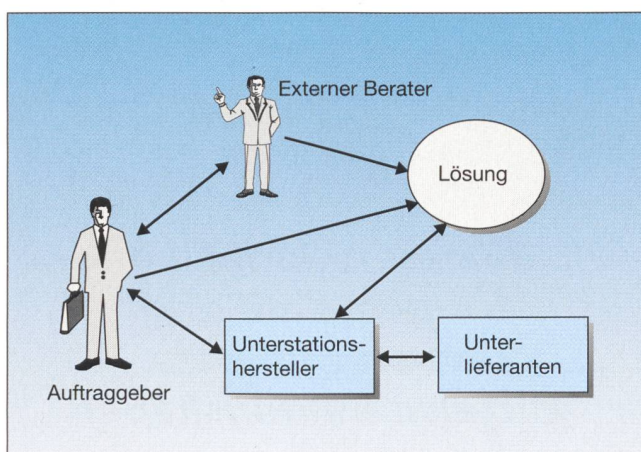 Externer Berater
Lösung
Unterstations-
hersteller
Unter-
lieferanten
Auftraggeber